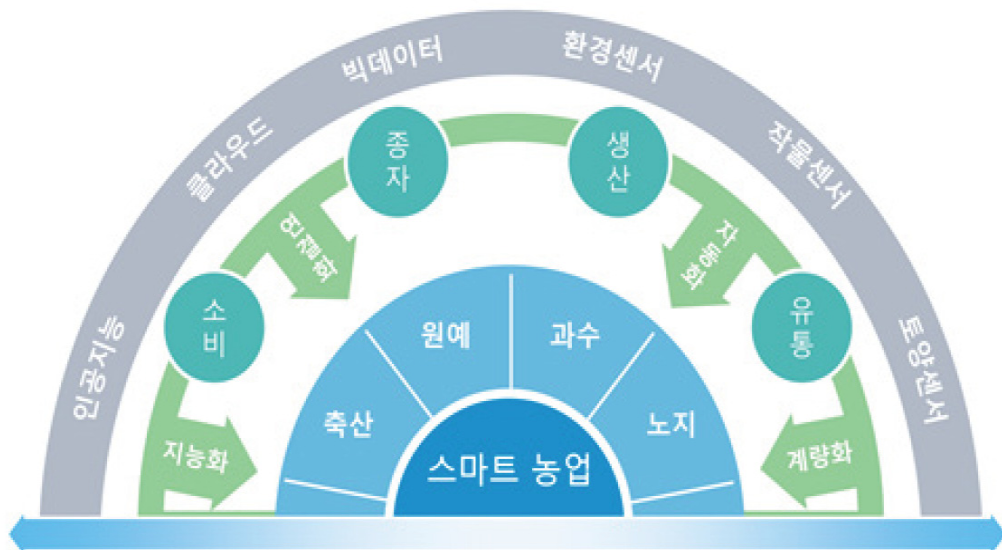 빅데이터
환경센서
클라우드
작물센서
인공지능
토양센서
종
자
생
산
소
비
유
통
연결화
자동화
지능화
계량화
원예
과수
축산
노지
스마트 농업